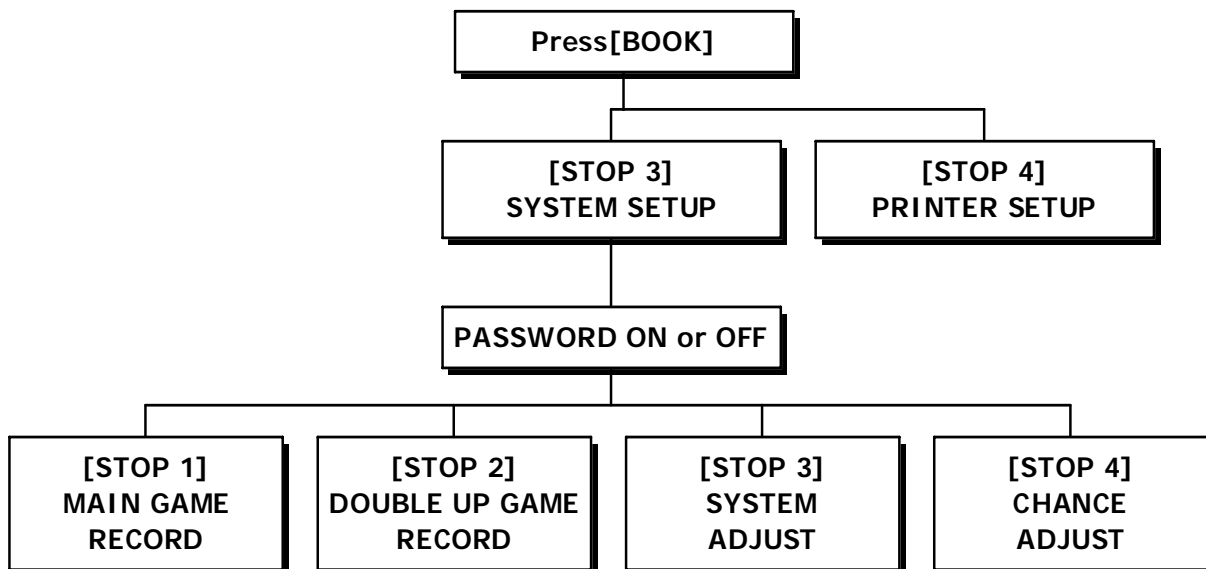 Press[BOOK]
[STOP 3]
SYSTEM SETUP
[STOP 4]
PRINTER SETUP
PASSWORD ON or OFF
[STOP 1]
MAIN GAME
RECORD
[STOP 2]
DOUBLE UP GAME
RECORD
[STOP 3]
SYSTEM
ADJUST
[STOP 4]
CHANCE
ADJUST